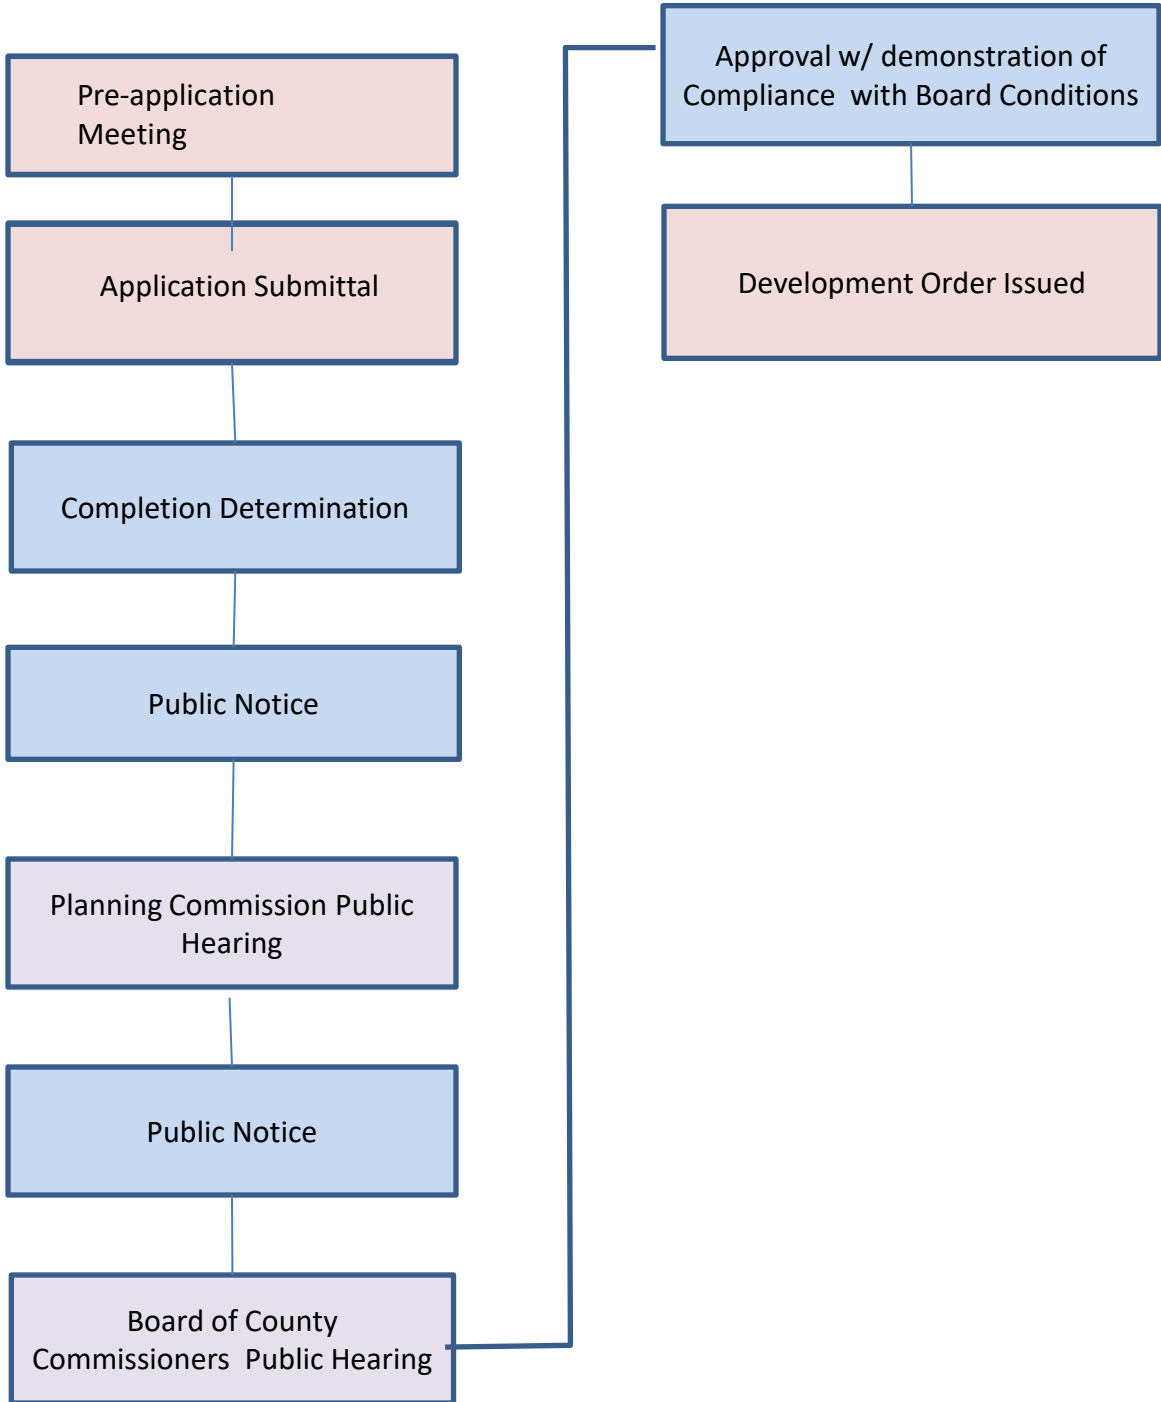 Pre-application
Meeting
Application Submittal
Completion Determination
Public Notice
Planning Commission Public
Hearing
Public Notice
Board of County
Commissioners  Public Hearing
Approval w/ demonstration of
Compliance  with Board Conditions
Development Order Issued